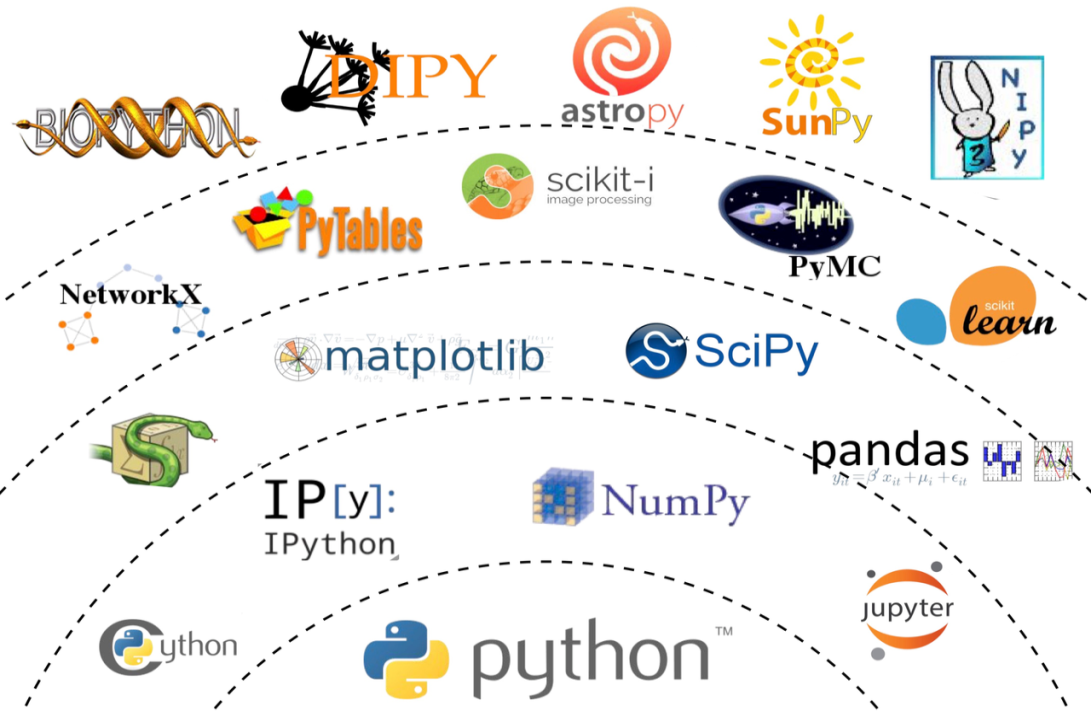 BIOPYTHON
DIPY
astropy
SunPy
NIPY
PyTables
scikit-i
image processing
PyMC
NetworkX
matplotlib
SciPy
scikit
learn
pandas
IP[y]:
IPython
NumPy
Cython
python™
jupyter